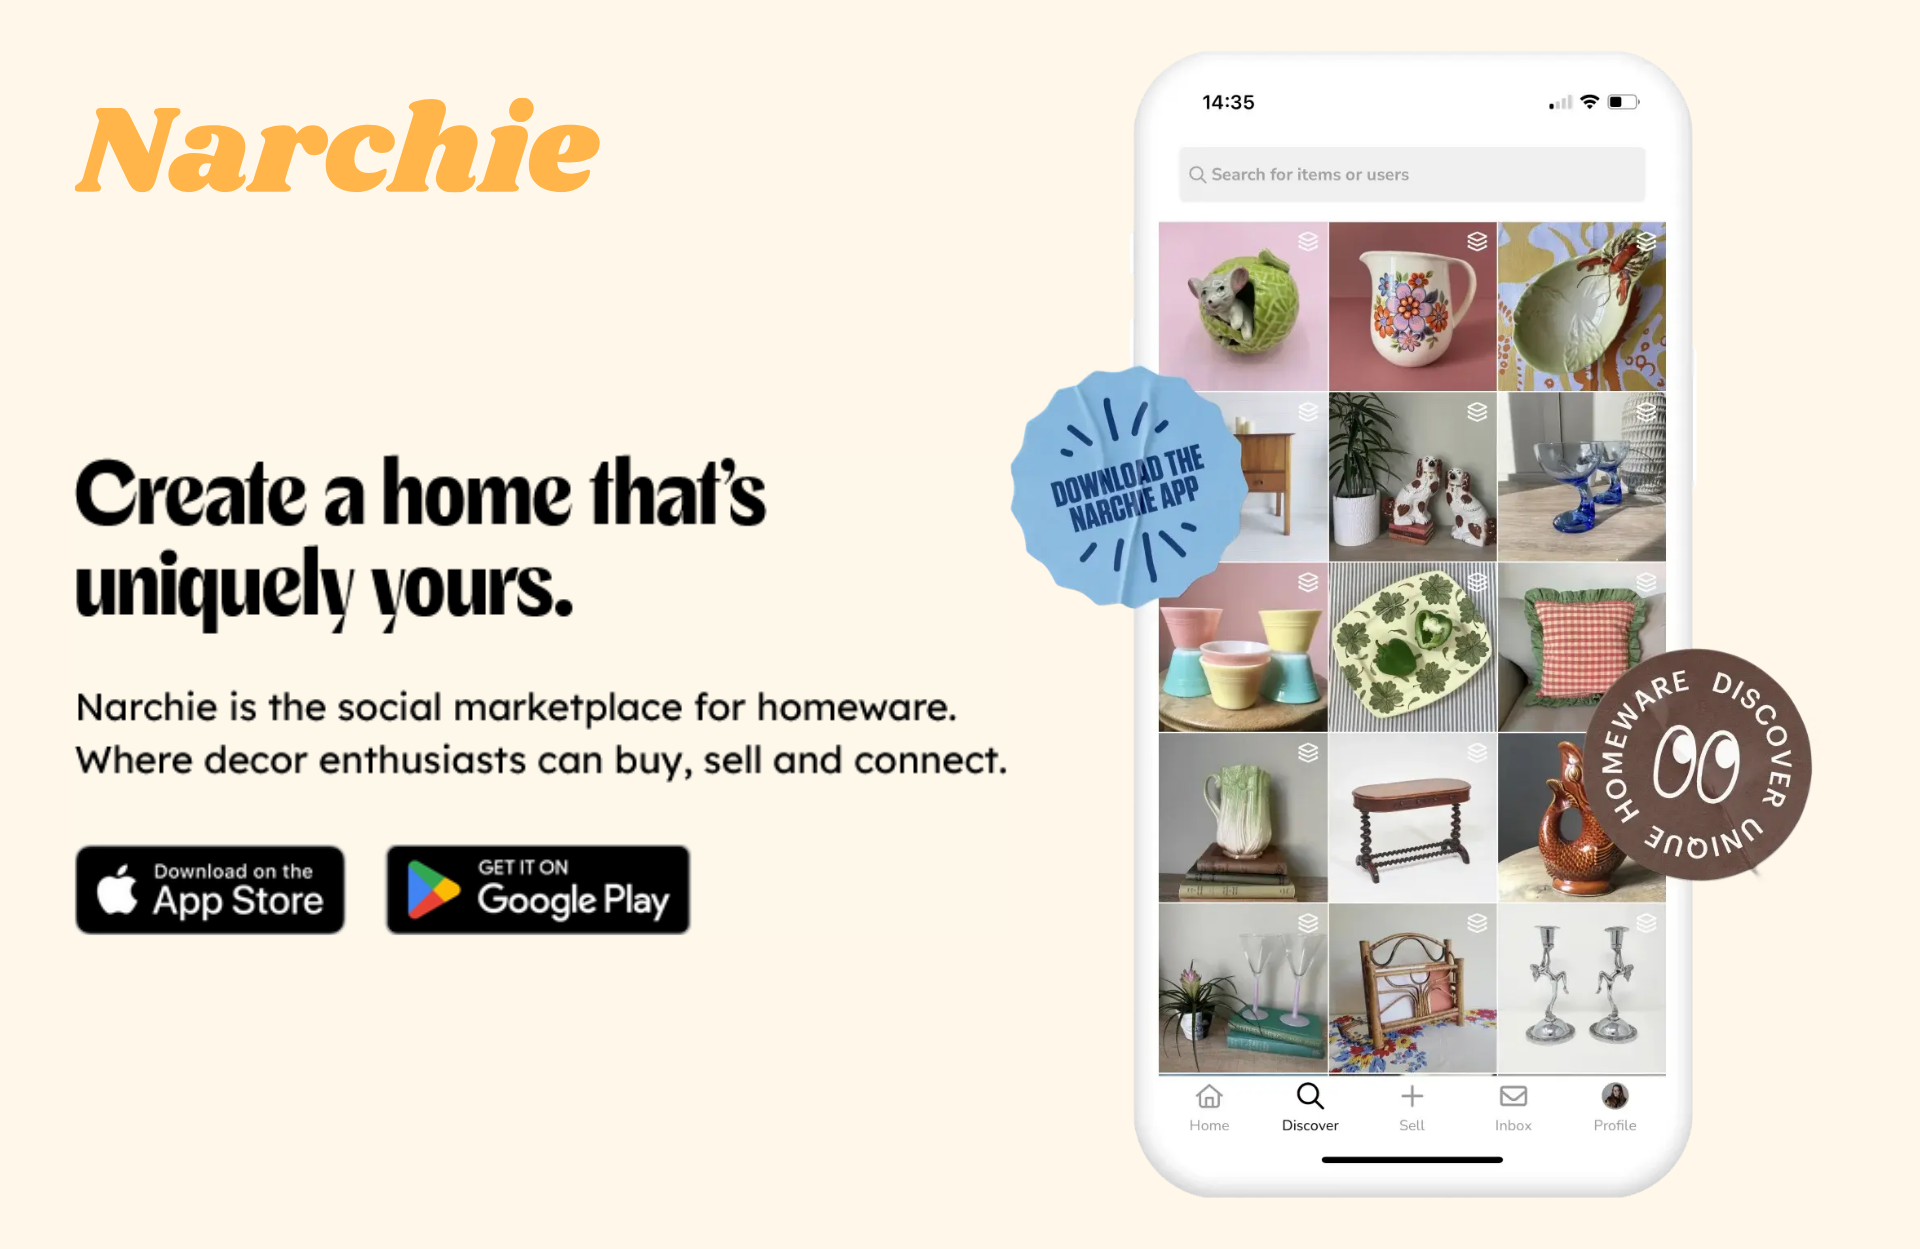 Narchie
Create a home that's
uniquely yours.
Narchie is the social marketplace for homeware.
Where decor enthusiasts can buy, sell and connect.
Download on the
App Store
GET IT ON
Google Play
DOWNLOAD THE
NARCHIE APP
14:35
Search for items or users
DISCOVER UNIQUE HOMEWARE
Home
Discover
Sell
Inbox
Profile